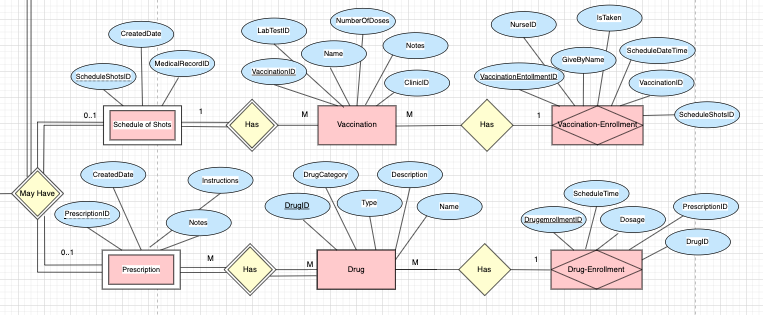 IsTaken
NumberOfDoses
NurseID
CreatedDate
LabTestID
Notes
ScheduleDateTime
Name
GiveByName
MedicalRecordID
VaccinationID
ScheduleShotsID
VaccinationEnrollmentID
ClinicID
VaccinationID
0..1
1
M
M
1
ScheduleShotsID
Schedule of Shots
Has
Vaccination
Has
Vaccination-Enrollment
CreatedDate
DrugCategory
Description
Instructions
May Have
ScheduleTime
DrugID
Type
Name
PrescriptionID
PrescriptionID
Notes
DrugenrollmentID
Dosage
DrugID
0..1
M
M
M
1
Prescription
Has
Drug
Has
Drug-Enrollment